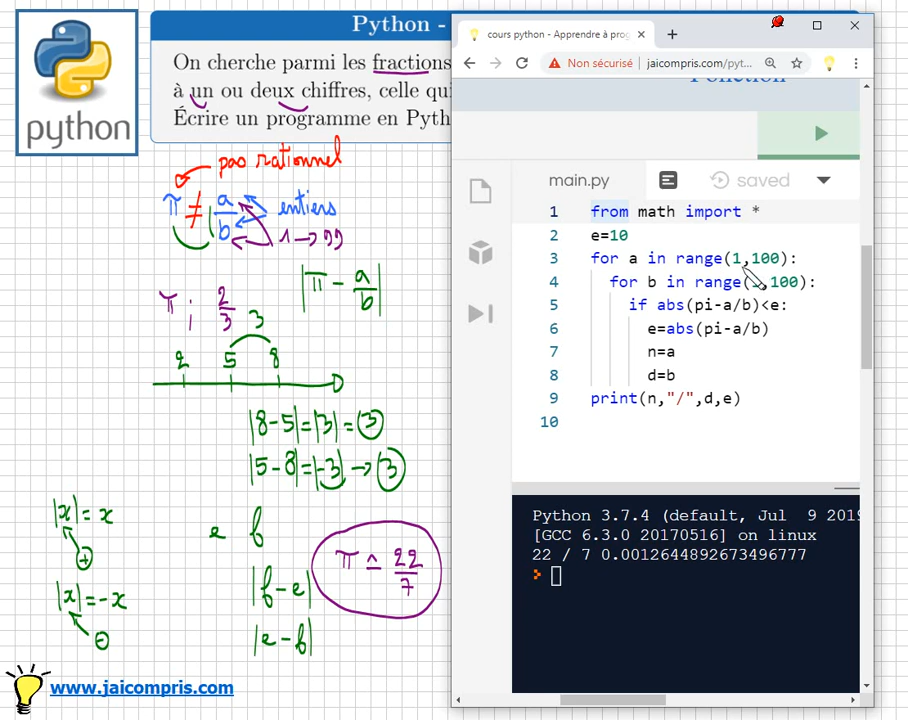 python
Python -
On cherche parmi les fractions
à un ou deux chiffres, celle qui
Écrire un programme en Pyth
pas rationnel
π ≠ a/b entiers
1 → 99
|π - a/b|
π ; 2/3
3
2 5 8
|8-5| = |3| = 3
|5-8| = |-3| → 3
|x| = x
+
|x| = -x
-
e f
|f-e|
|e-f|
π ≏ 22/7
www.jaicompris.com
cours python - Apprendre à prog
Non sécurisé | jaicompris.com/pyt...
Fonction
main.py
saved
1 from math import *
2 e=10
3 for a in range(1,100):
4 for b in range(1,100):
5 if abs(pi-a/b)<e:
6 e=abs(pi-a/b)
7 n=a
8 d=b
9 print(n,"/",d,e)
10
Python 3.7.4 (default, Jul 9 2019
[GCC 6.3.0 20170516] on linux
22 / 7 0.0012644892673496777